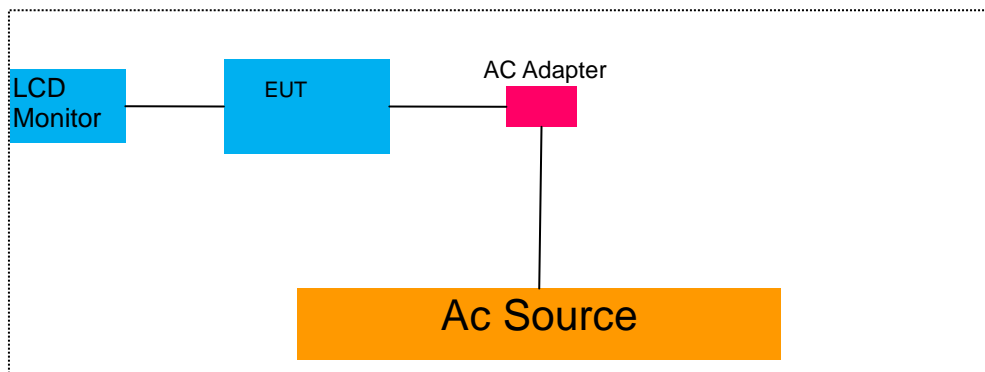 LCD
Monitor
EUT
AC Adapter
Ac Source